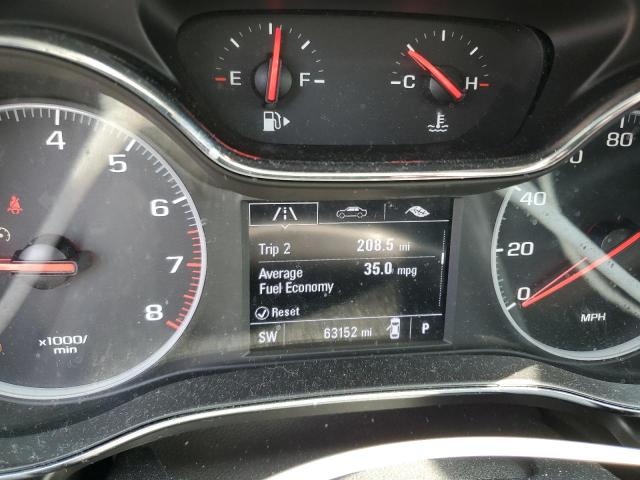 E F
C H
4
5
6
7
8
x1000/
min
Trip 2 208.5 mi
Average 35.0 mpg
Fuel Economy
Reset
SW 63152 mi P
0
20
40
80
MPH